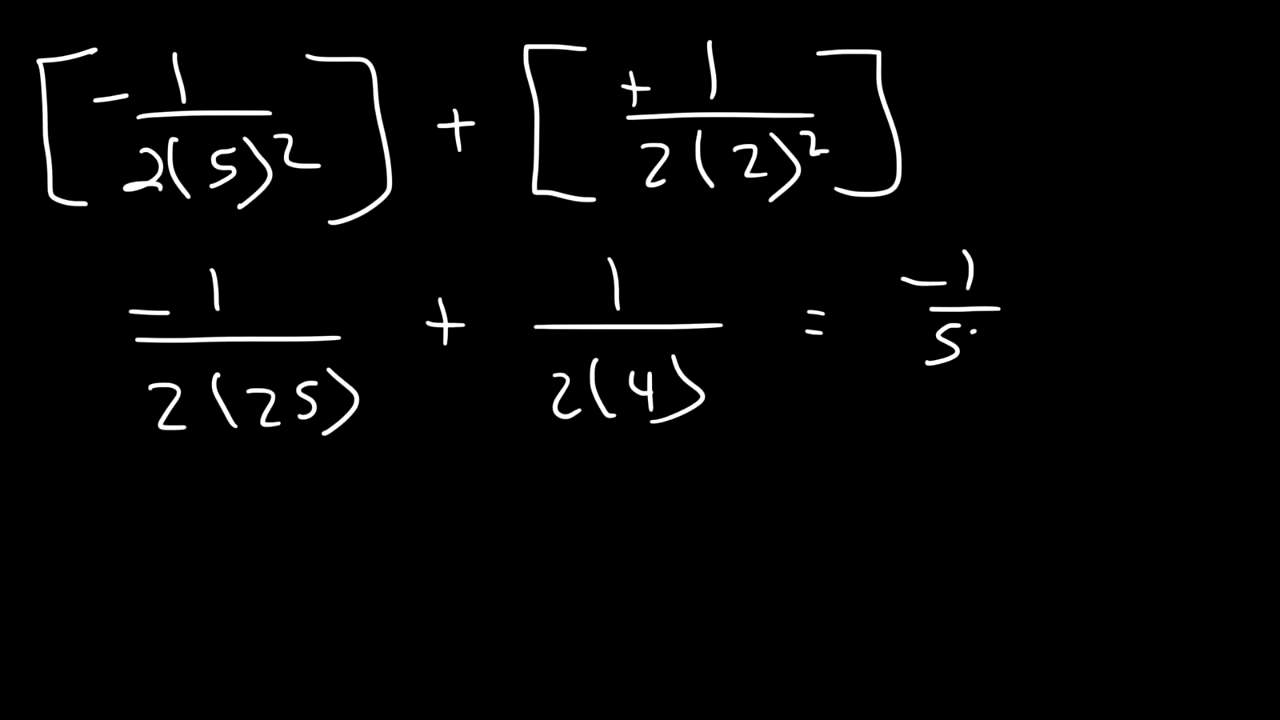 [-1/2(5)²] + [+1/2(2)²]
-1/2(25) + 1/2(4) = -1/5